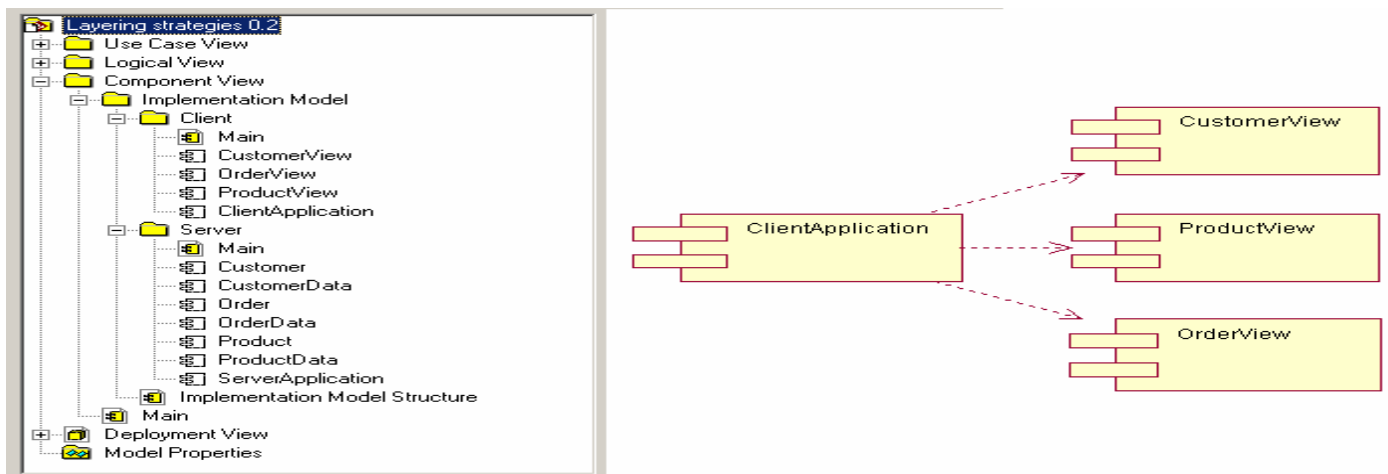 Layering strategies 0.2
Use Case View
Logical View
Component View
Implementation Model
Client
Main
CustomerView
OrderView
ProductView
ClientApplication
Server
Main
Customer
CustomerData
Order
OrderData
Product
ProductData
ServerApplication
Implementation Model Structure
Main
Deployment View
Model Properties
CustomerView
ClientApplication
ProductView
OrderView